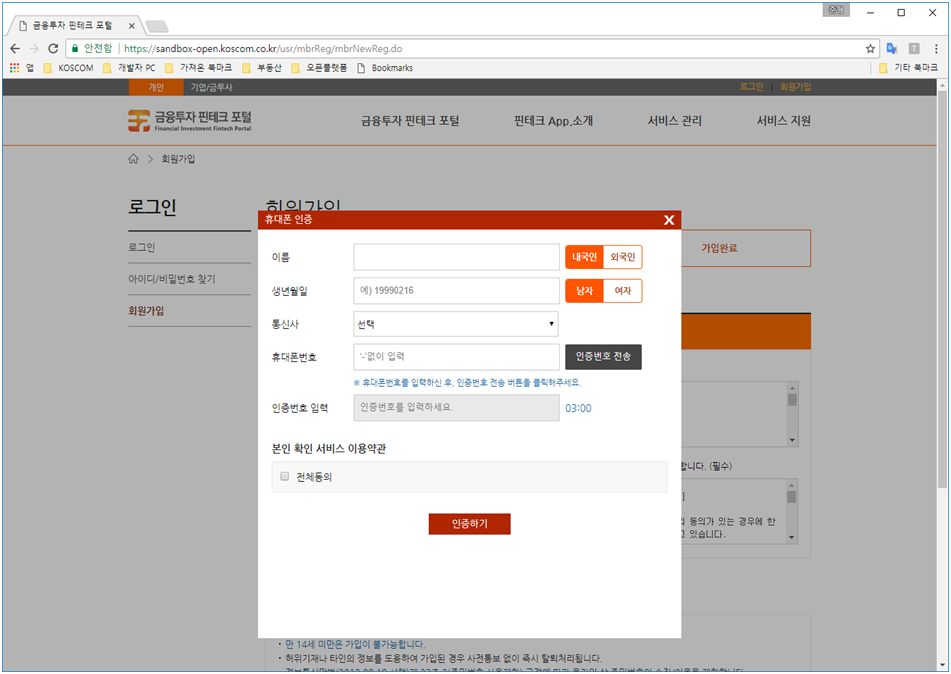 종립
금융투자 핀테크 포털
안전함 https://sandbox-open.koscom.co.kr/usr/mbrReg/mbrNewReg.do
앱 KOSCOM 개발자 PC 가져온 북마크 부동산 오픈플랫폼 Bookmarks 기타 북마크
개인 기업/금투사 로그인 회원가입
금융투자 핀테크 포털
Financial Investment Fintech Portal
금융투자 핀테크 포털 핀테크 App.소개 서비스 관리 서비스 지원
회원가입
로그인
회원가입
로그인
아이디/비밀번호 찾기
회원가입
가입완료
휴대폰 인증 X
이름 내국인 외국인
생년월일 예) 19990216 남자 여자
통신사 선택
휴대폰번호 '-'없이 입력 인증번호 전송
※ 휴대폰번호를 입력하신 후, 인증번호 전송 버튼을 클릭해주세요.
인증번호 입력 인증번호를 입력하세요. 03:00
본인 확인 서비스 이용약관
전체동의
인증하기
합니다. (필수)
]
동의가 있는 경우에 한
있습니다.
· 만 14세 미만은 가입이 불가능합니다.
· 허위기재나 타인의 정보를 도용하여 가입된 경우 사전통보 없이 즉시 탈퇴처리됩니다.